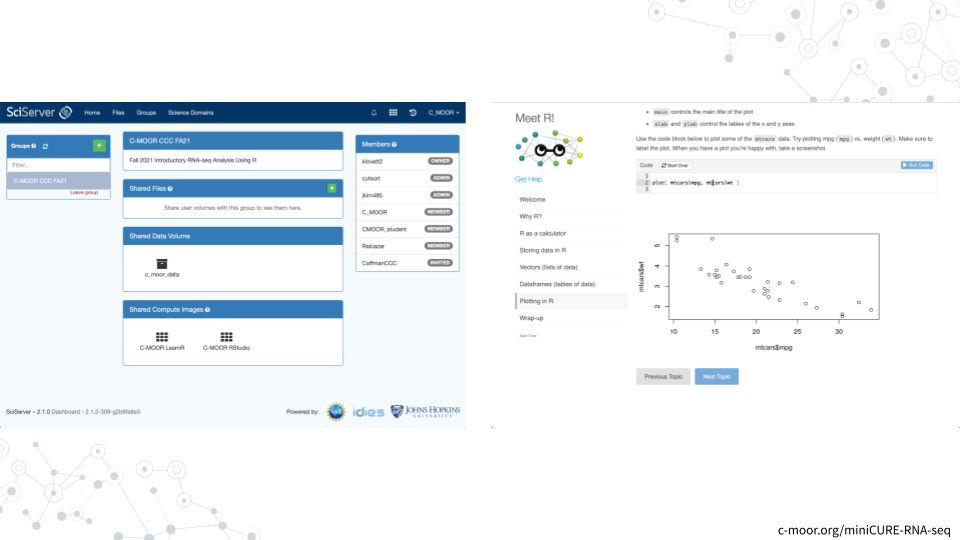 SciServer
Home Files Groups Science Domains
C_MOOR
Groups
Filter...
C-MOOR CCC FA21
Leave group
C-MOOR CCC FA21
Fall 2021 Introductory RNA-seq Analysis Using R
Shared Files
Share user volumes with this group to see them here.
Shared Data Volume
c_moor_data
Shared Compute Images
C-MOOR LearnR C-MOOR RStudio
Members
klovett2 OWNER
cutsort ADMIN
jkim485 ADMIN
C_MOOR MEMBER
CMOOR_student MEMBER
Ralcazar MEMBER
CoffmanCCC INVITED
SciServer – 2.1.0 Dashboard - 2.1.2-309-g2b6fa8e3
Powered by:
idies
JOHNS HOPKINS
UNIVERSITY
Meet R!
Get Help
Welcome
Why R?
R as a calculator
Storing data in R
Vectors (lists of data)
Dataframes (tables of data)
Plotting in R
Wrap-up
Start Over
main controls the main title of the plot
xlab and ylab control the tables of the x and y axes
Use the code block below to plot some of the mtcars data. Try plotting mpg (mpg) vs. weight (wt). Make sure to
label the plot. When you have a plot you're happy with, take a screenshot.
Code Start Over Run Code
1
2 plot( mtcars$mpg, mtcars$wt )
3
mtcars$wt
5
4
3
2
10 15 20 25 30
mtcars$mpg
Previous Topic Next Topic
c-moor.org/miniCURE-RNA-seq